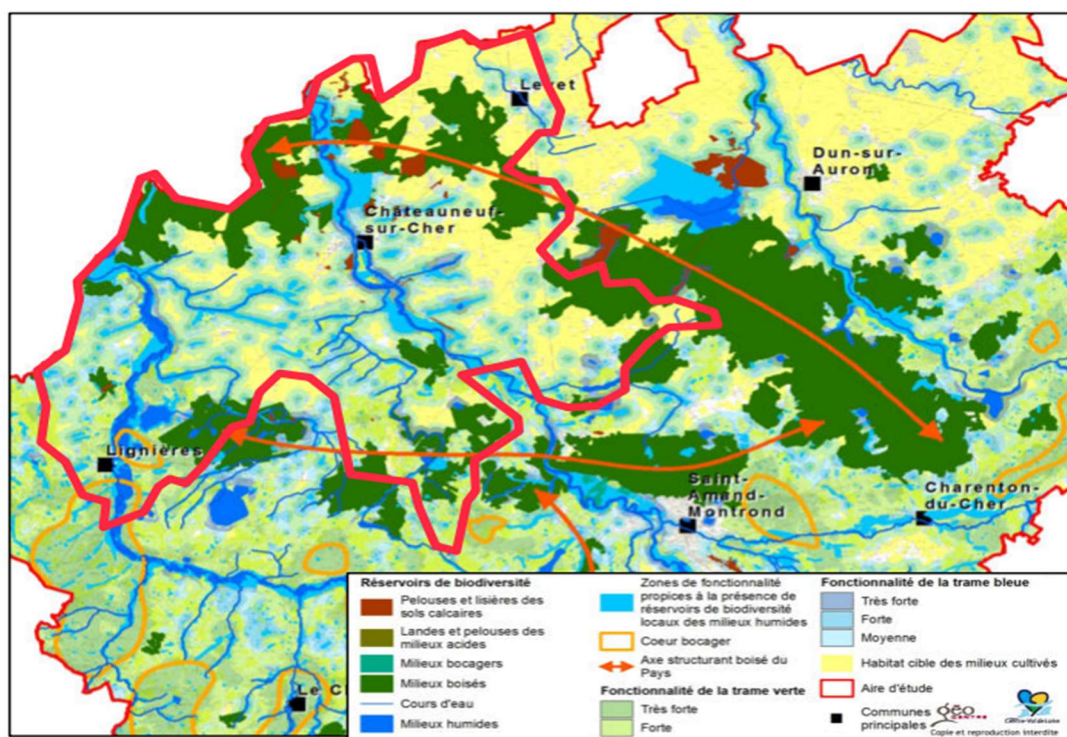 Levet
Dun-sur-
Auron
Châteauneuf-
sur-Cher
Lignières
Saint-
Amand-
Montrond
Charenton-
du-Cher
Réservoirs de biodiversité
Pelouses et lisières des
sols calcaires
Landes et pelouses des
milieux acides
Milieux bocagers
Milieux boisés
Cours d'eau
Milieux humides
Zones de fonctionnalité
propices à la présence de
réservoirs de biodiversité
locaux des milieux humides
Coeur bocager
Axe structurant boisé du
Pays
Fonctionnalité de la trame verte
Très forte
Forte
Fonctionnalité de la trame bleue
Très forte
Forte
Moyenne
Habitat cible des milieux cultivés
Aire d'étude
Communes
principales
géo
CENTRE
Copie et reproduction interdite
Le C